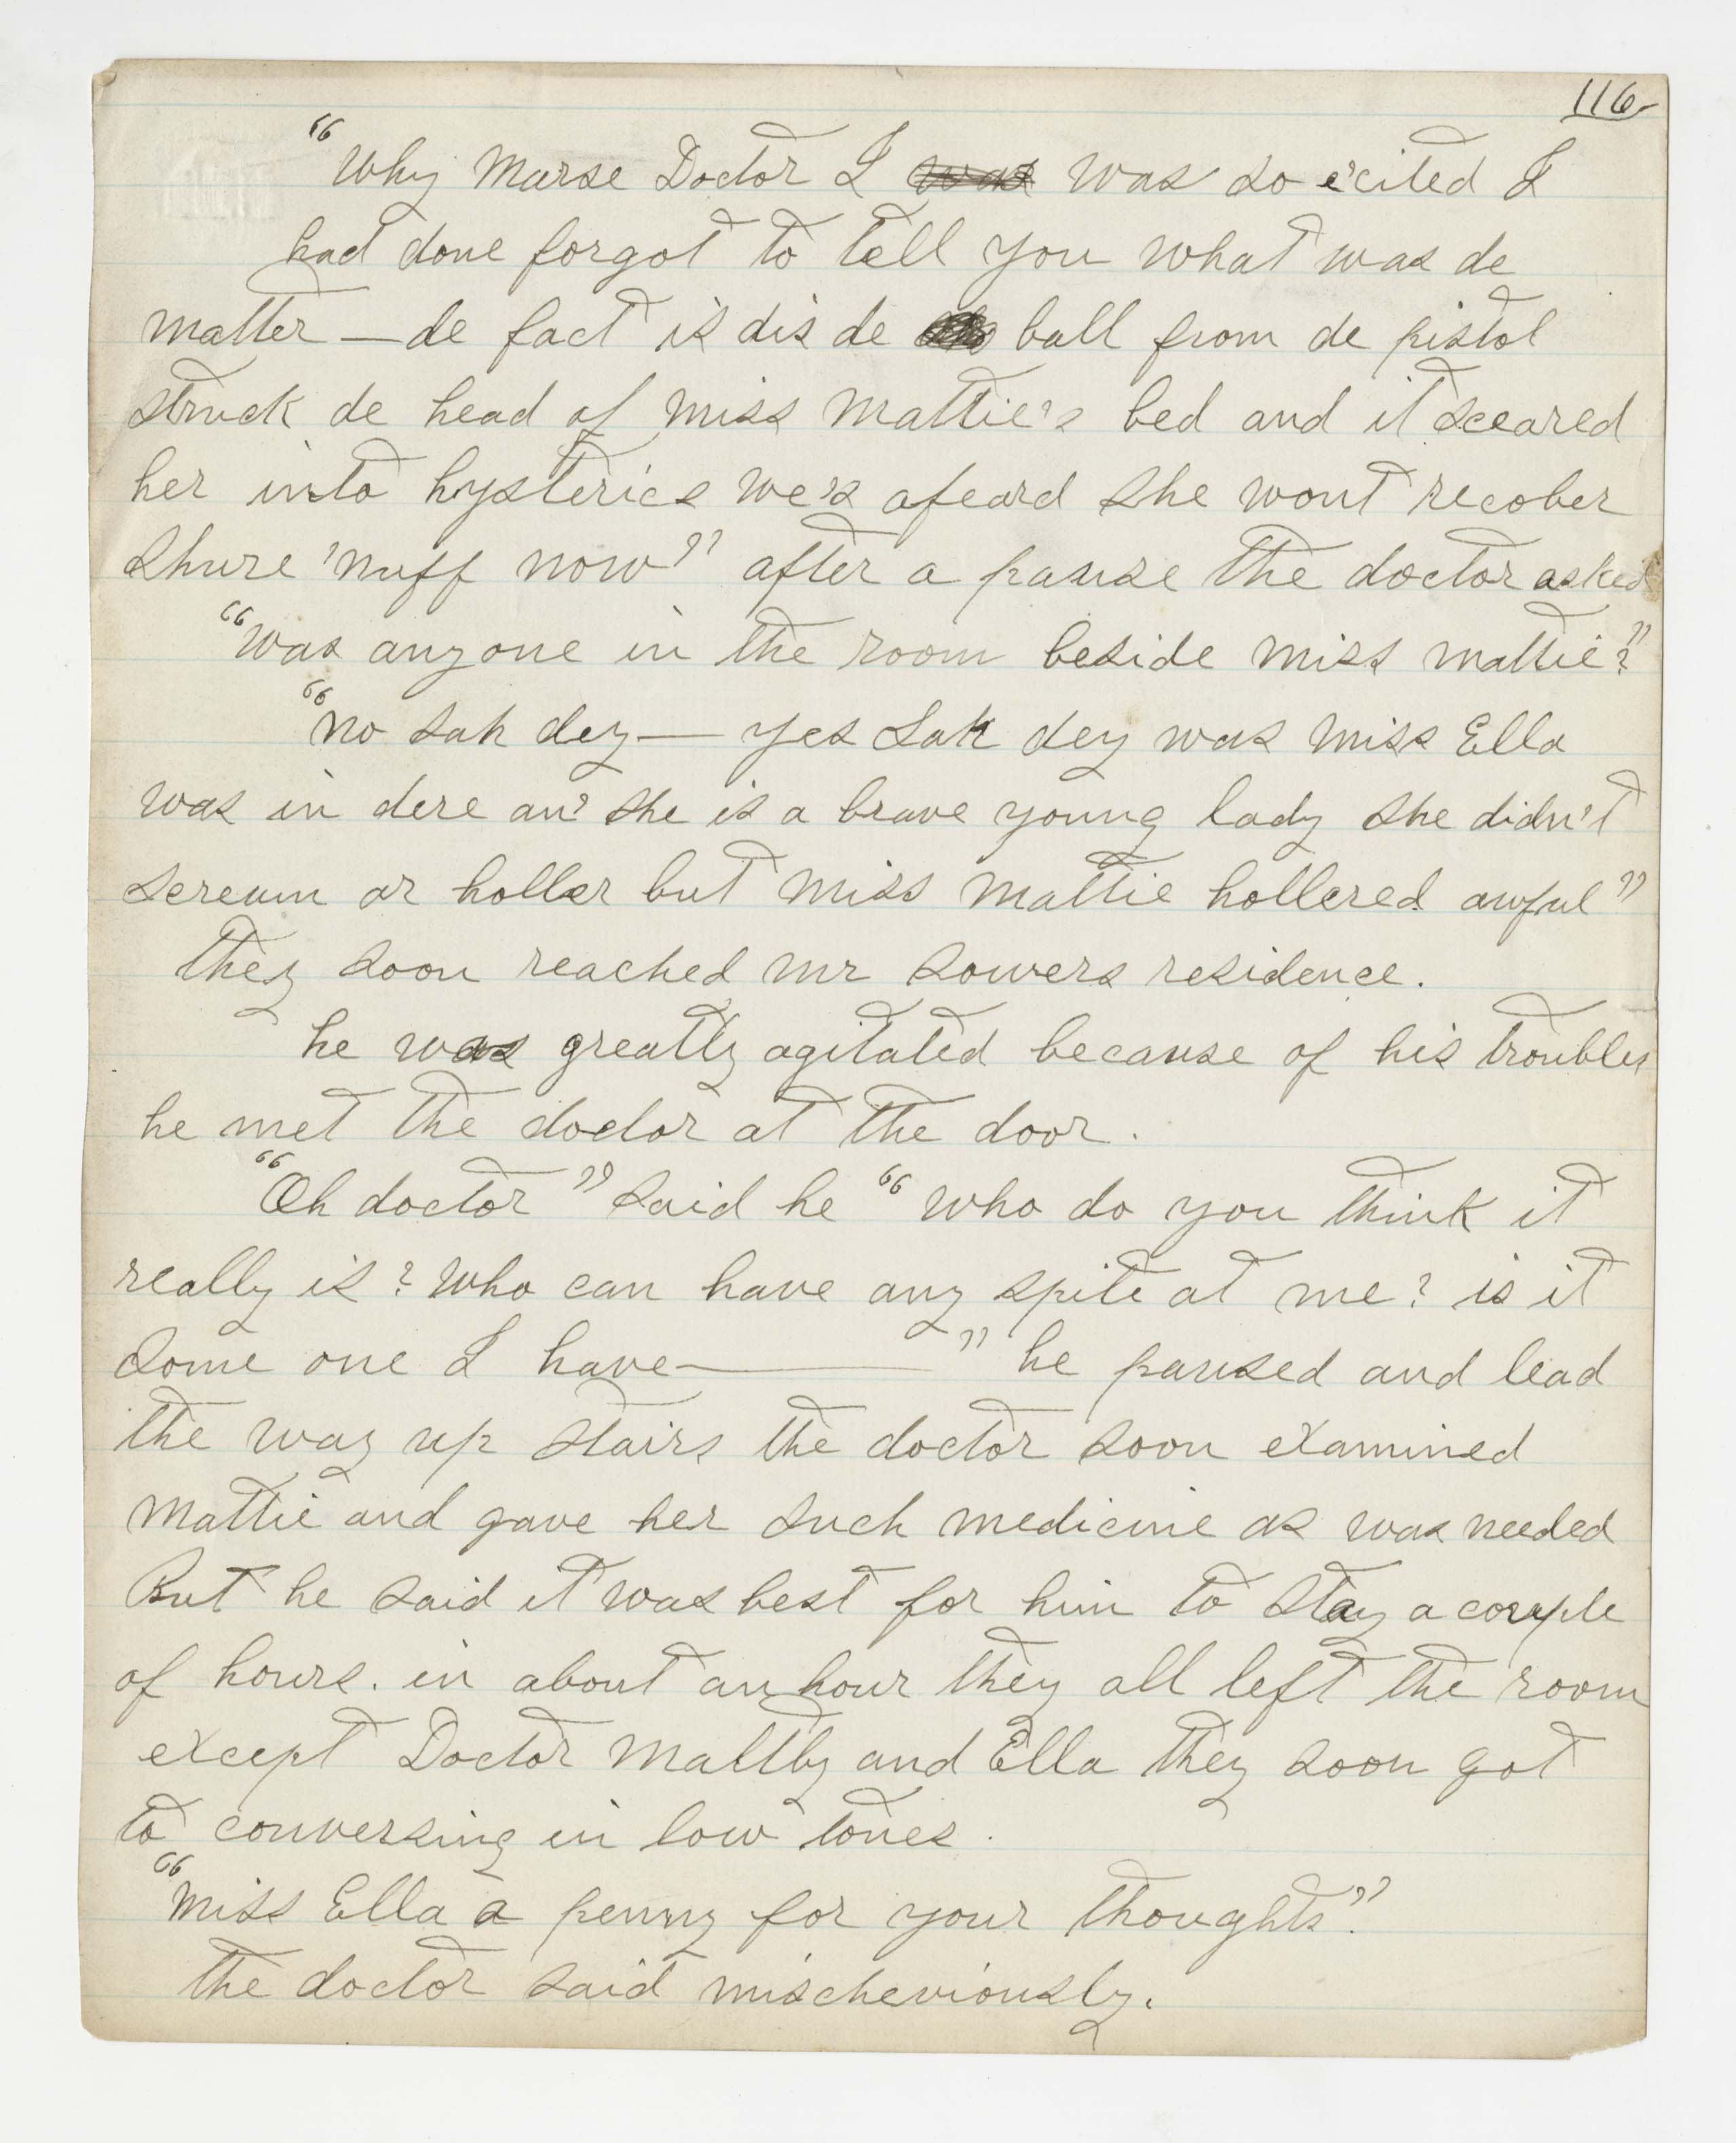 116
"Why Marse Doctor I was was so e'cited I
had done forgot to tell you what was de
matter — de fact is dis de ball from de pistol
struck de head of miss Mattie's bed and it sceared
her into hysterics we's afeard she wont recober
shure 'nuff now" after a pause the doctor asked
"Was anyone in the room beside miss mattie?"
"No sah dey — yes sah dey was miss Ella
was in dere an' she is a brave young lady she didn't
scream or holler but miss Mattie hollered awful"
they soon reached mr Sowers residence.
he was greatly agitated because of his troubles
he met the doctor at the door.
"Oh doctor" said he "who do you think it
really is? Who can have any spite at me? is it
some one I have — " he paused and lead
the way up stairs the doctor soon examined
Mattie and gave her such medicine as was needed
But he said it was best for him to stay a couple
of hours. in about an hour they all left the room
except Doctor Maltby and Ella they soon got
to conversing in low tones.
"Miss Ella a penny for your thoughts".
the doctor said mischeviously.